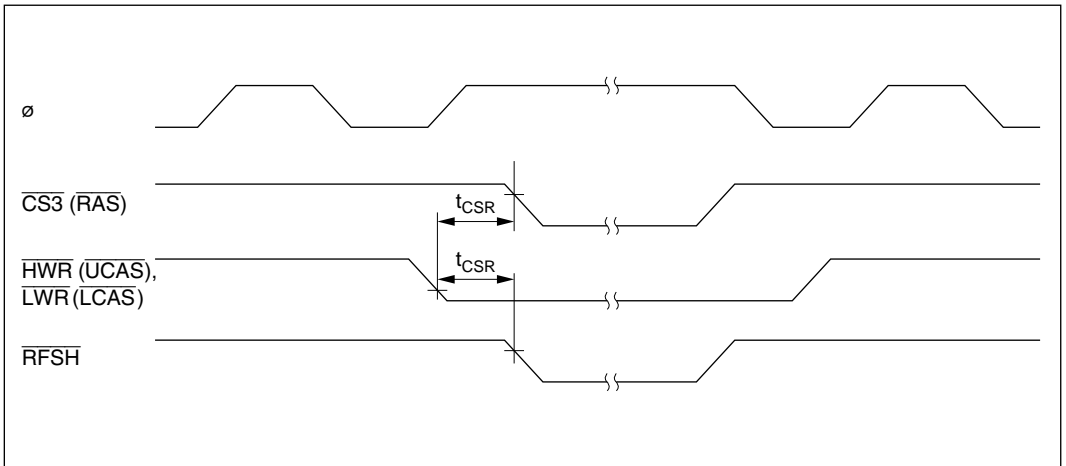 ø
CS3 (RAS)
tCSR
HWR (UCAS),
tCSR
LWR (LCAS)
RFSH